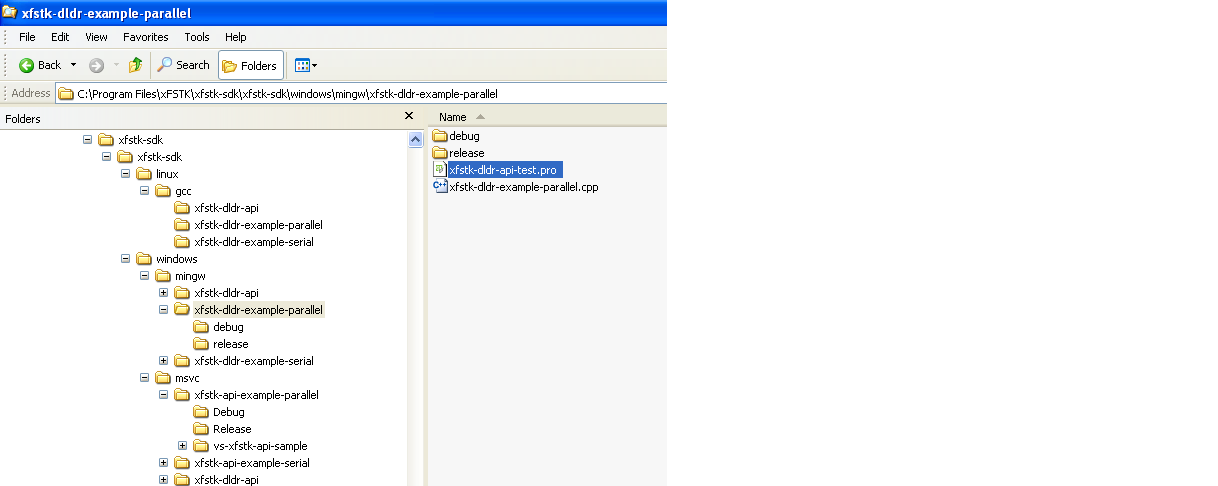 xfstk-dldr-example-parallel
File Edit View Favorites Tools Help
Back Search Folders
Address C:\Program Files\xFSTK\xfstk-sdk\xfstk-sdk\windows\mingw\xfstk-dldr-example-parallel
Folders
xfstk-sdk
xfstk-sdk
linux
gcc
xfstk-dldr-api
xfstk-dldr-example-parallel
xfstk-dldr-example-serial
windows
mingw
xfstk-dldr-api
xfstk-dldr-example-parallel
debug
release
xfstk-dldr-example-serial
msvc
xfstk-api-example-parallel
Debug
Release
vs-xfstk-api-sample
xfstk-api-example-serial
xfstk-dldr-api
Name
debug
release
xfstk-dldr-api-test.pro
xfstk-dldr-example-parallel.cpp